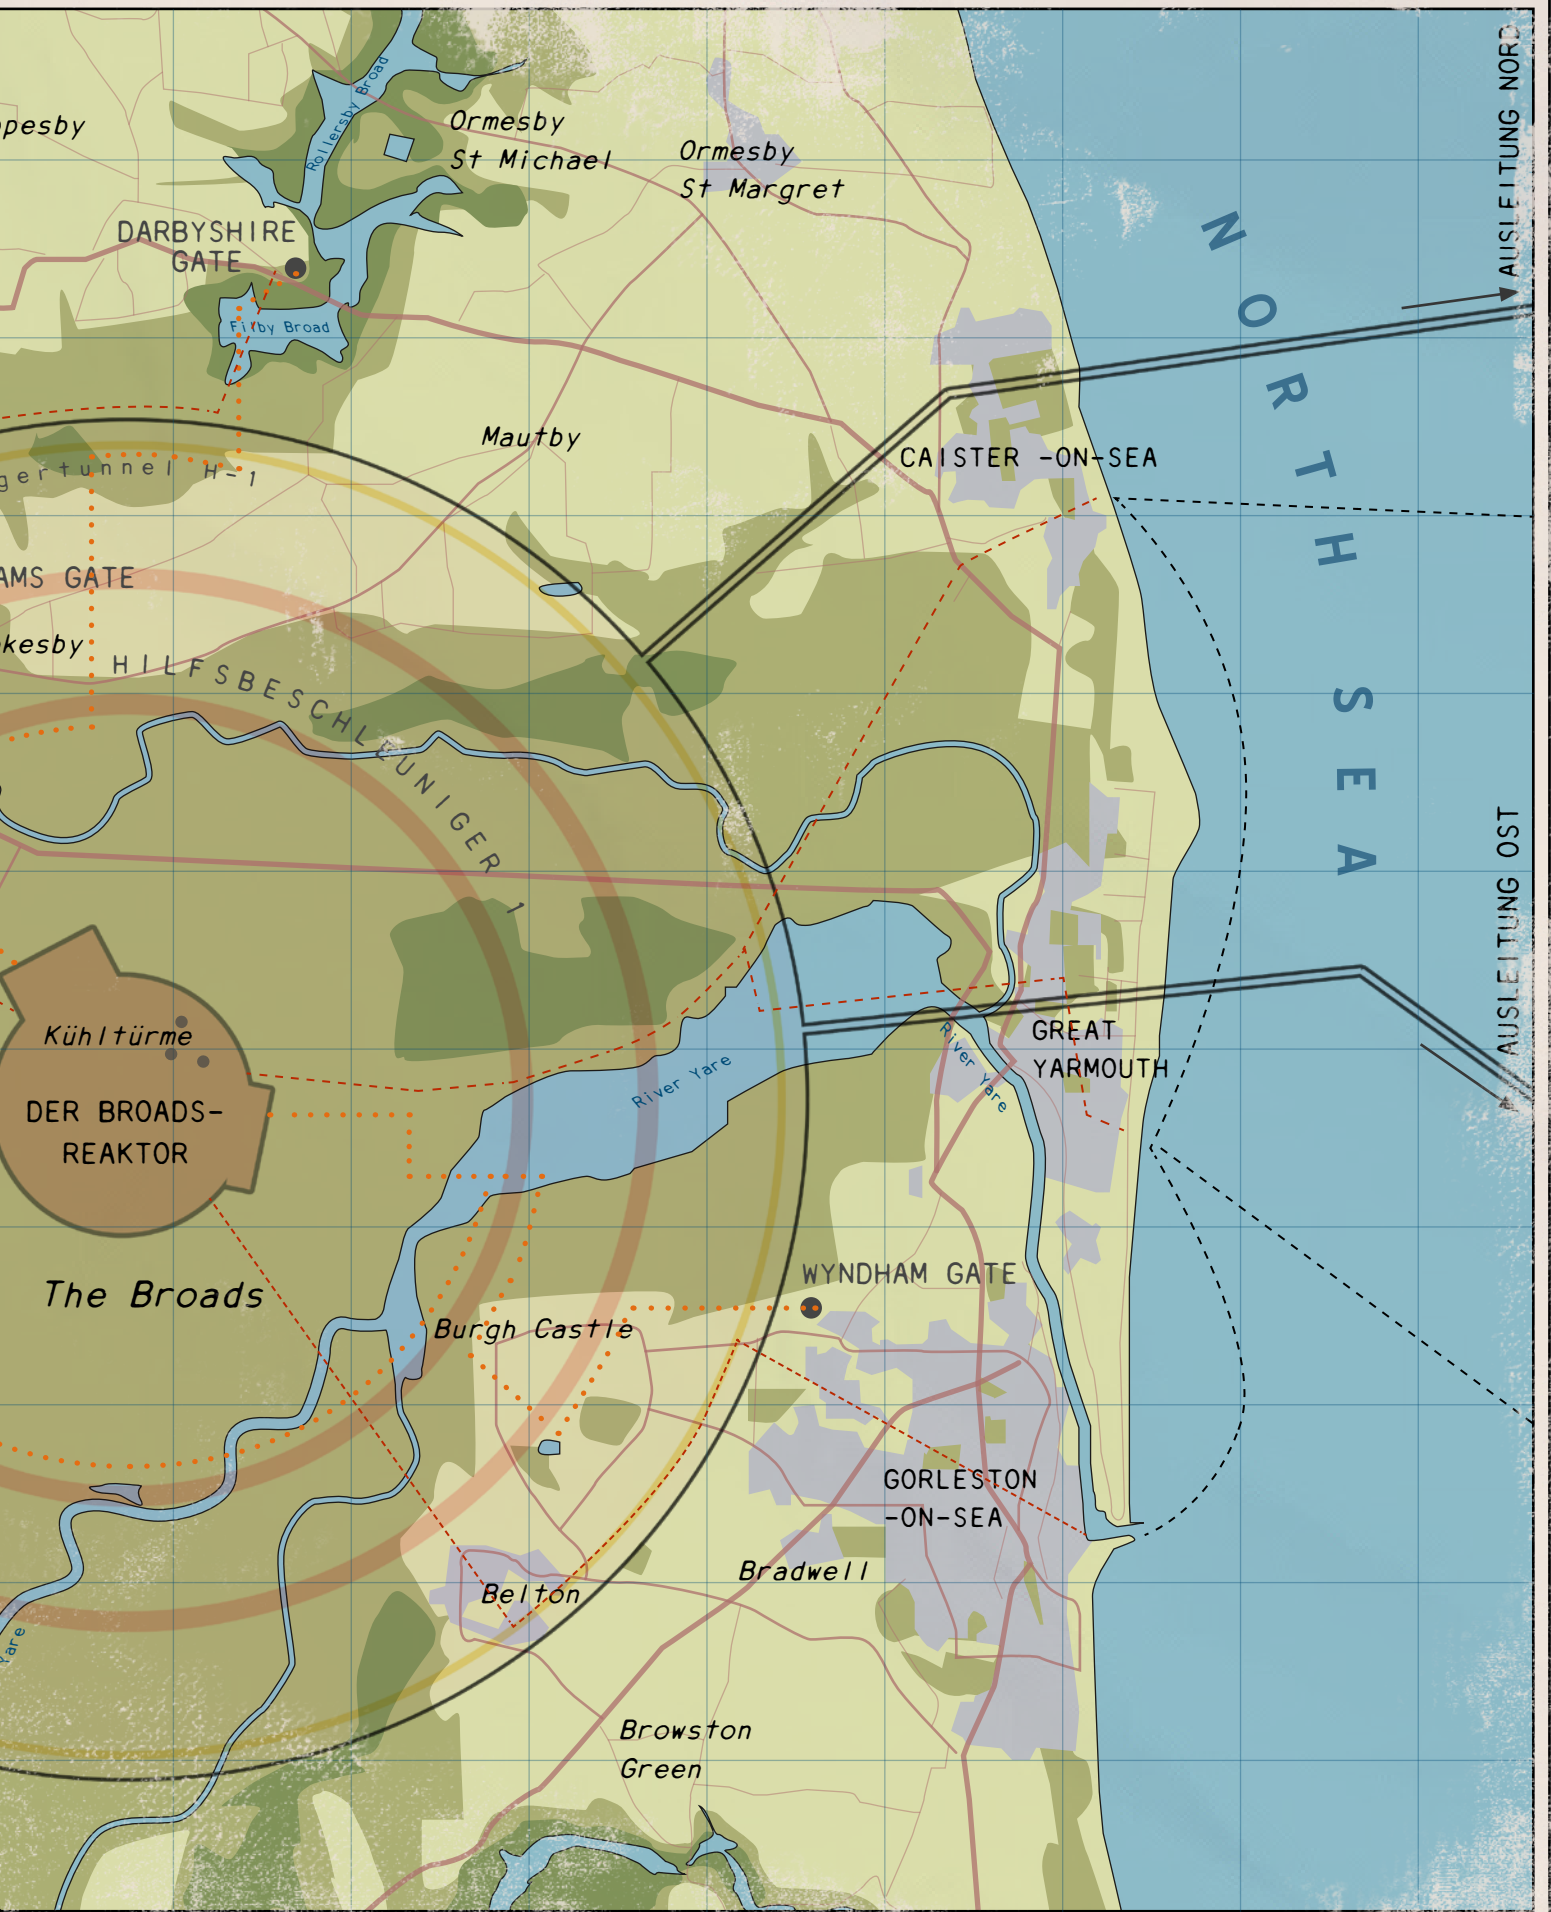 AUSLEITUNG NORD
Rollersby Broad
Ormesby
St Michael
Ormesby
St Margret
DARBYSHIRE
GATE
Filby Broad
NORTH SEA
Mautby
CAISTER -ON-SEA
gertunnel H-1
AMS GATE
kesby
HILFSBESCHLEUNIGER 1
AUSLEITUNG OST
Kühltürme
DER BROADS-
REAKTOR
River Yare
River Yare
GREAT
YARMOUTH
WYNDHAM GATE
The Broads
Burgh Castle
GORLESTON
-ON-SEA
Bradwell
Belton
Yare
Browston
Green